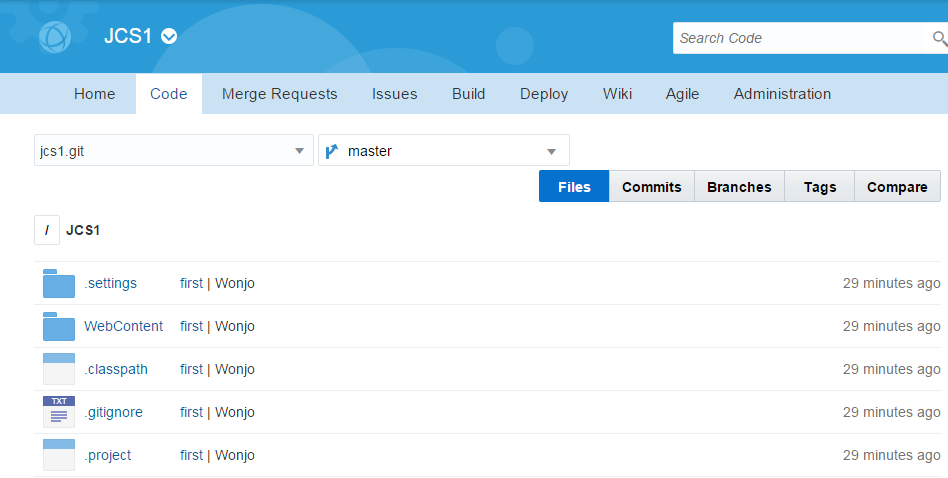 JCS1
Search Code
Home Code Merge Requests Issues Build Deploy Wiki Agile Administration
jcs1.git master
Files Commits Branches Tags Compare
/ JCS1
.settings first | Wonjo 29 minutes ago
WebContent first | Wonjo 29 minutes ago
.classpath first | Wonjo 29 minutes ago
TXT .gitignore first | Wonjo 29 minutes ago
.project first | Wonjo 29 minutes ago